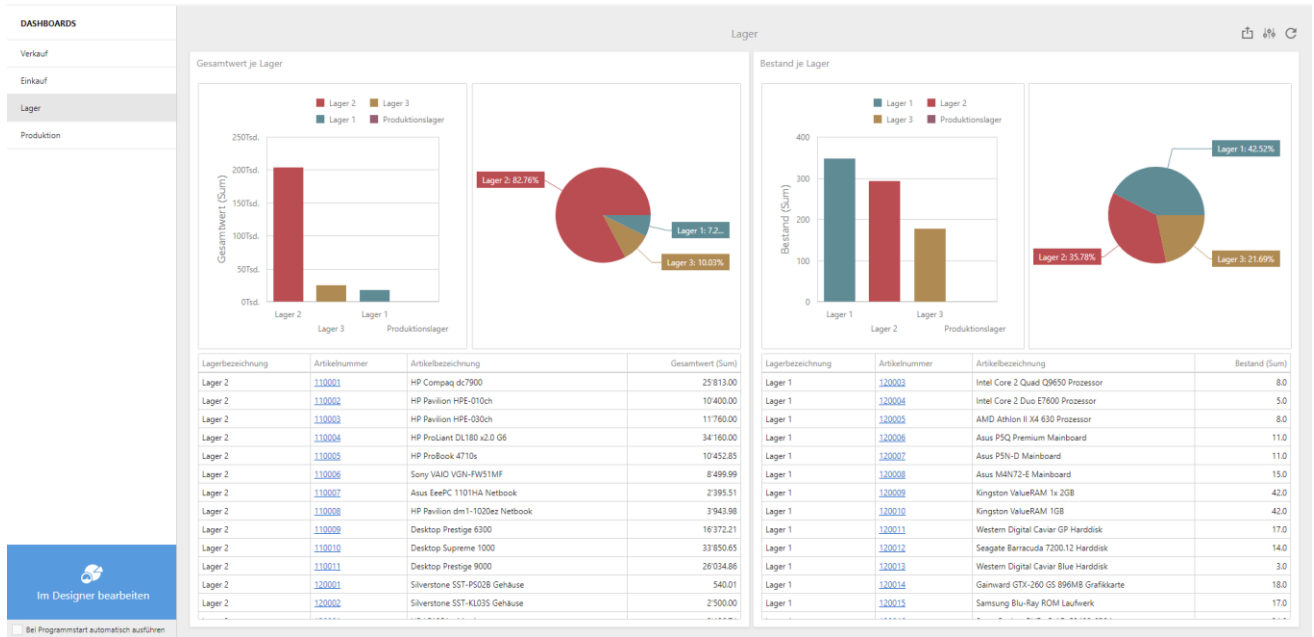 DASHBOARDS
Verkauf
Einkauf
Lager
Produktion
Im Designer bearbeiten
Bei Programmstart automatisch ausführen
Lager
Gesamtwert je Lager
Lager 2 Lager 3
Lager 1 Produktionslager
250Tsd.
200Tsd.
150Tsd.
100Tsd.
50Tsd.
0Tsd.
Gesamtwert (Sum)
Lager 2 Lager 1
Lager 3 Produktionslager
Lager 2: 82.76%
Lager 1: 7.2...
Lager 3: 10.03%
Lagerbezeichnung Artikelnummer Artikelbezeichnung Gesamtwert (Sum)
Lager 2 110001 HP Compaq dc7900 25'813.00
Lager 2 110002 HP Pavilion HPE-010ch 10'400.00
Lager 2 110003 HP Pavilion HPE-030ch 11'760.00
Lager 2 110004 HP ProLiant DL180 x2.0 G6 34'160.00
Lager 2 110005 HP ProBook 4710s 10'452.85
Lager 2 110006 Sony VAIO VGN-FW51MF 8'499.99
Lager 2 110007 Asus EeePC 1101HA Netbook 2'395.51
Lager 2 110008 HP Pavilion dm1-1020ez Netbook 3'943.98
Lager 2 110009 Desktop Prestige 6300 16'372.21
Lager 2 110010 Desktop Supreme 1000 33'850.65
Lager 2 110011 Desktop Prestige 9000 26'034.86
Lager 2 120001 Silverstone SST-PS02B Gehäuse 540.01
Lager 2 120002 Silverstone SST-KL03S Gehäuse 2'500.00
Bestand je Lager
Lager 1 Lager 2
Lager 3 Produktionslager
400
300
200
100
0
Bestand (Sum)
Lager 1 Lager 3
Lager 2 Produktionslager
Lager 1: 42.52%
Lager 2: 35.78%
Lager 3: 21.69%
Lagerbezeichnung Artikelnummer Artikelbezeichnung Bestand (Sum)
Lager 1 120003 Intel Core 2 Quad Q9650 Prozessor 8.0
Lager 1 120004 Intel Core 2 Duo E7600 Prozessor 5.0
Lager 1 120005 AMD Athlon II X4 630 Prozessor 8.0
Lager 1 120006 Asus P5Q Premium Mainboard 11.0
Lager 1 120007 Asus P5N-D Mainboard 11.0
Lager 1 120008 Asus M4N72-E Mainboard 15.0
Lager 1 120009 Kingston ValueRAM 1x 2GB 42.0
Lager 1 120010 Kingston ValueRAM 1GB 42.0
Lager 1 120011 Western Digital Caviar GP Harddisk 17.0
Lager 1 120012 Seagate Barracuda 7200.12 Harddisk 14.0
Lager 1 120013 Western Digital Caviar Blue Harddisk 3.0
Lager 1 120014 Gainward GTX-260 GS 896MB Grafikkarte 18.0
Lager 1 120015 Samsung Blu-Ray ROM Laufwerk 17.0